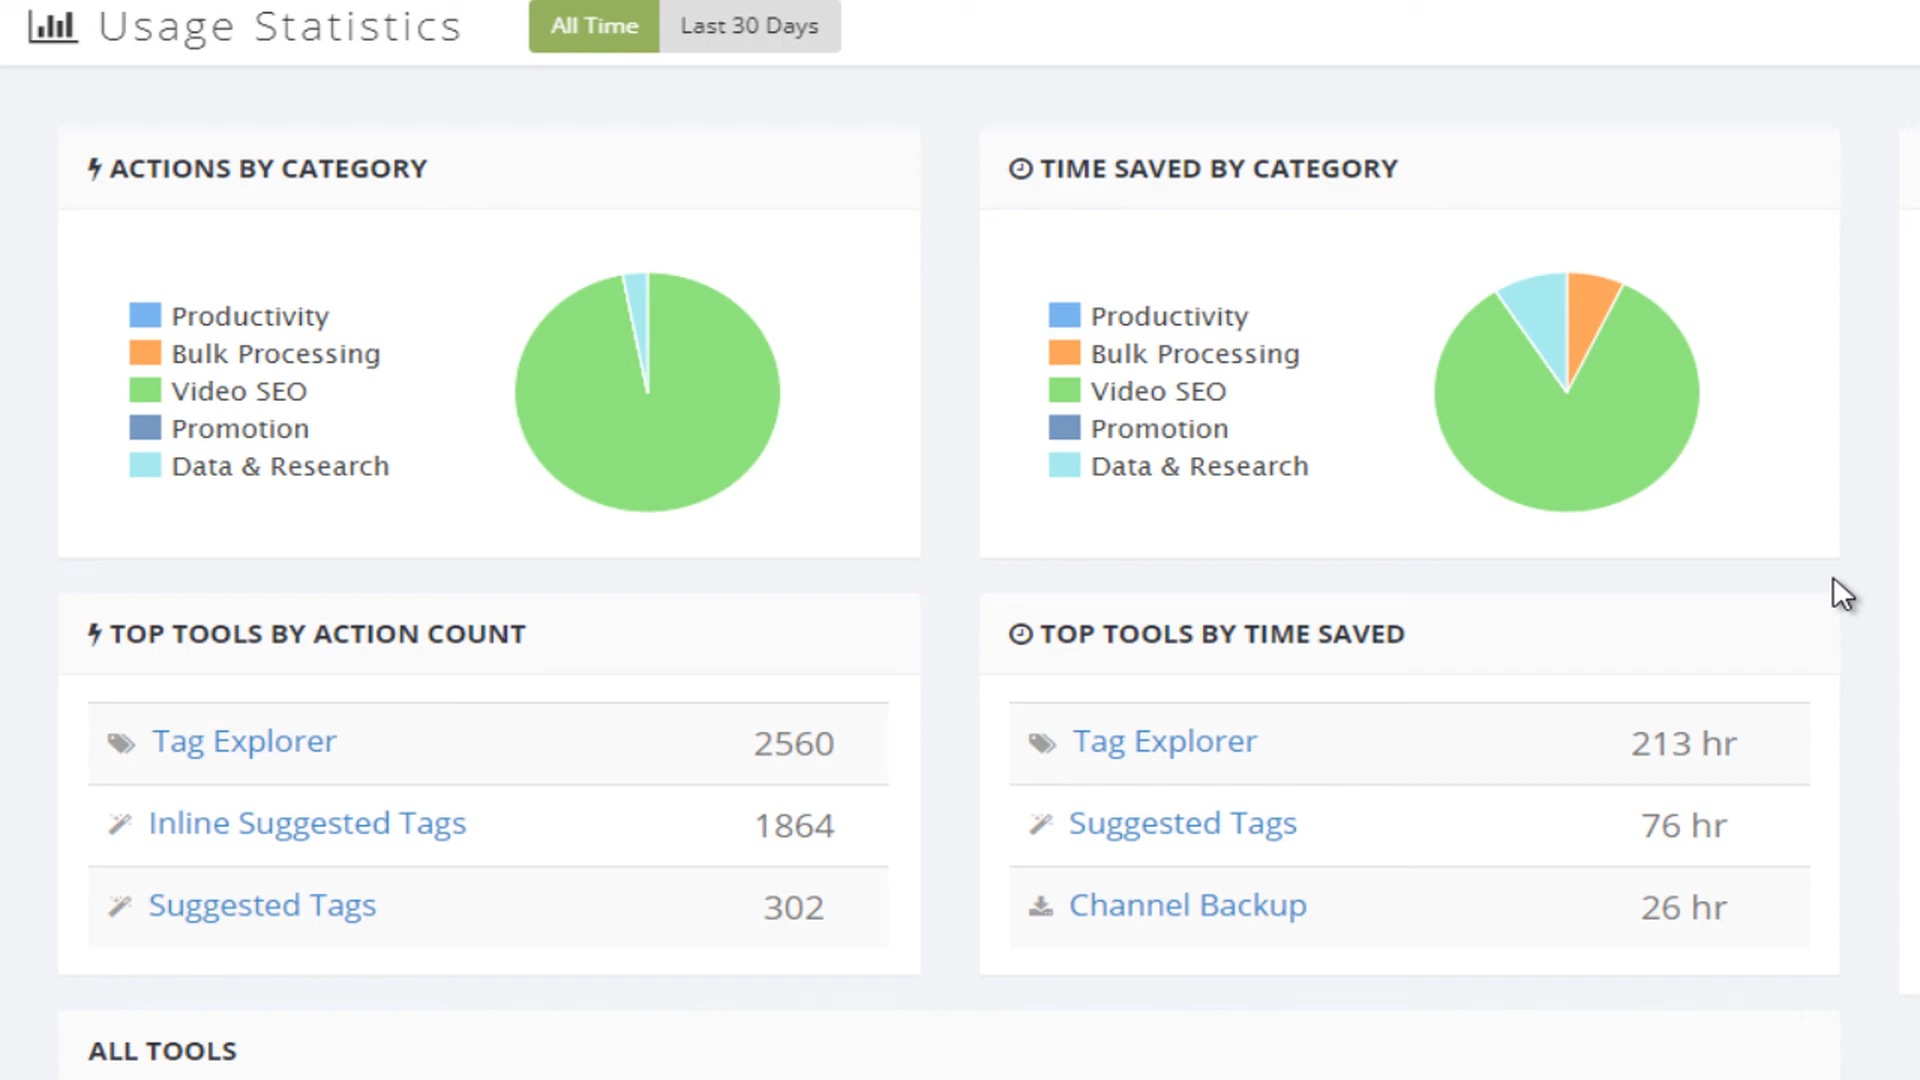 Usage Statistics
All Time
Last 30 Days
ACTIONS BY CATEGORY
Productivity
Bulk Processing
Video SEO
Promotion
Data & Research
TIME SAVED BY CATEGORY
Productivity
Bulk Processing
Video SEO
Promotion
Data & Research
TOP TOOLS BY ACTION COUNT
Tag Explorer 2560
Inline Suggested Tags 1864
Suggested Tags 302
TOP TOOLS BY TIME SAVED
Tag Explorer 213 hr
Suggested Tags 76 hr
Channel Backup 26 hr
ALL TOOLS